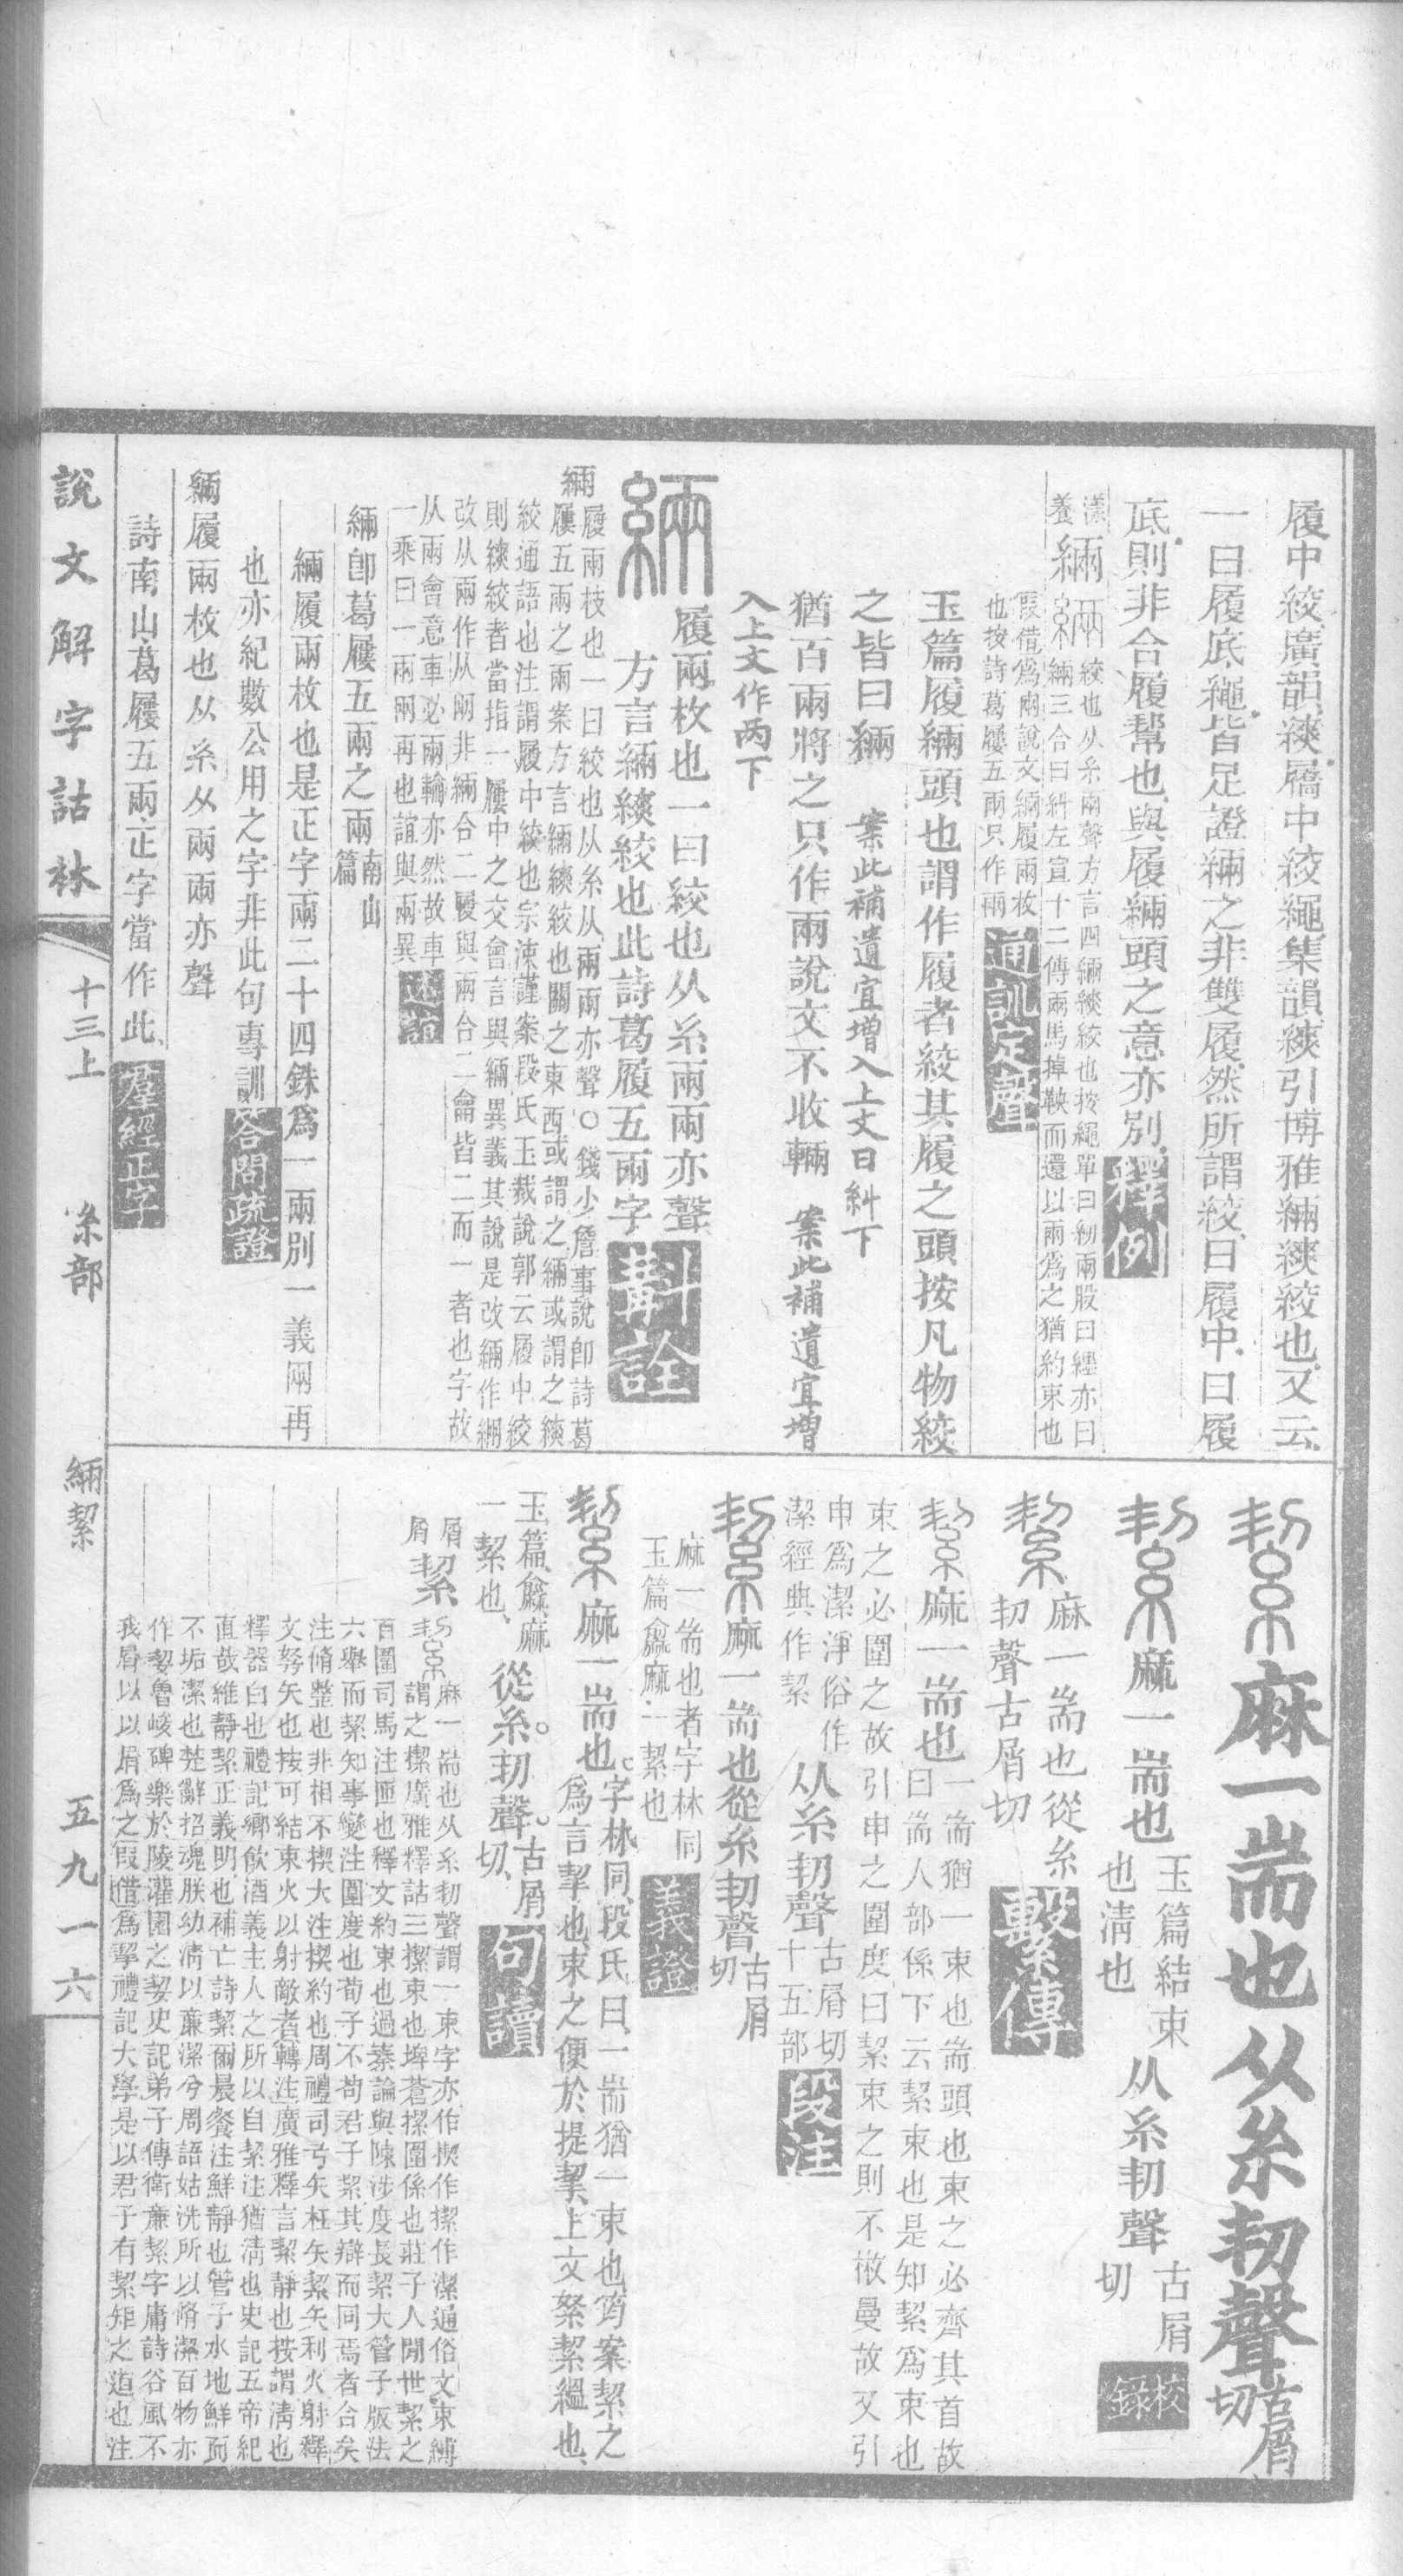 履中絞廣韻緛屩中絞繩集韻緛引博雅緉緛絞也又云
一曰履底繩皆足證緉之非雙履然所謂絞曰履中曰履
底則非合履幫也與履緉頭之意亦別釋例
漾
養
緉
絞也从糸兩聲方言四緉緛絞也按繩單曰紉兩股曰纆亦曰
緉三合曰糾左宣十二傳兩馬掉鞅而還以兩爲之猶約束也
假借爲兩說文緉履兩枚
也按詩葛屨五兩只作兩通訓定聲
玉篇履緉頭也謂作履者絞其履之頭按凡物絞
之皆曰緉　案此補遺宜增入上文曰糾下
猶百兩將之只作兩說文不收輛　案此補遺宜增
入上文作兩下
緉履兩枚也一曰絞也从糸兩兩亦聲
方言緉緛絞也此詩葛履五兩字斠詮
緉履兩枝也一曰絞也从糸从兩兩亦聲○錢少詹事說卽詩葛
屨五兩之兩案方言緉緛絞也關之東西或謂之緉或謂之緛
絞通語也注謂履中絞也宗涑謹案段氏玉裁說郭云履中絞
則緛絞者當指一屨中之交會言與緉異義其說是改緉作緉
改从兩作从㒳非緉合二屨與兩合二龠皆二而一者也字故
从兩會意車必兩輪亦然故車
一乘曰一兩㒳再也誼與兩異述誼
緉卽葛屨五兩之兩南山篇
緉履兩枚也是正字兩二十四銖爲一兩別一義㒳再
也亦紀數公用之字非此句專訓答問疏證
緉履兩枚也从糸从兩兩亦聲
詩南山葛屨五兩正字當作此羣經正字
絜麻一耑也从糸㓞聲古屑切
絜麻一耑也玉篇結束也清也从糸㓞聲古屑切校錄
絜麻一耑也從糸㓞聲古屑切繫傳
絜麻一耑也一耑猶一束也耑頭也束之必齊其首故
曰耑人部係下云絜束也是知絜爲束也
束之必圍之故引申之圍度曰絜束之則不㪔曼故又引
申爲潔淨俗作
潔經典作絜从糸㓞聲古屑切十五部段注
絜麻一耑也從糸㓞聲古屑切
麻一耑也者字林同
玉篇𥻘麻一絜也義證
絜麻一耑也字林同段氏曰一耑猶一束也筠案絜之
爲言挈也束之便於提挈上文綮絜縕也
玉篇𥻘麻
一絜也從糸㓞聲古屑切句讀
屑
屑
絜
麻一耑也从糸㓞聲謂一束字亦作㮮作㩪作潔通俗文束縛
謂之㩪廣雅釋詁三㩪束也埤蒼㩪圍係也莊子人閒世絜之
百圍司馬注匝也釋文約束也過秦論與陳涉度長絜大管子版法
六舉而絜知事變注圍度也荀子不苟君子絜其辯而同焉者合矣
注脩整也非相不㮮大注㮮約也周禮司弓矢枉矢絜矢利火射釋
文弩矢也按可結束火以射敵者轉注廣雅釋言絜靜也按謂清也
釋器白也禮記鄉飲酒義主人之所以自絜注猶清也史記五帝紀
直哉維靜絜正義明也補亡詩絜爾晨餐注鮮靜也管子水地鮮而
不垢潔也楚辭招魂朕幼清以廉潔兮周語姑洗所以脩潔百物亦
作絜魯峻碑樂於陵灌園之絜史記弟子傳衛廉絜字庸詩谷風不
我屑以以屑爲之假借爲挈禮記大學是以君子有絜矩之道也注
說文解字詁林
十三上
糸部
緉絜
五九一六